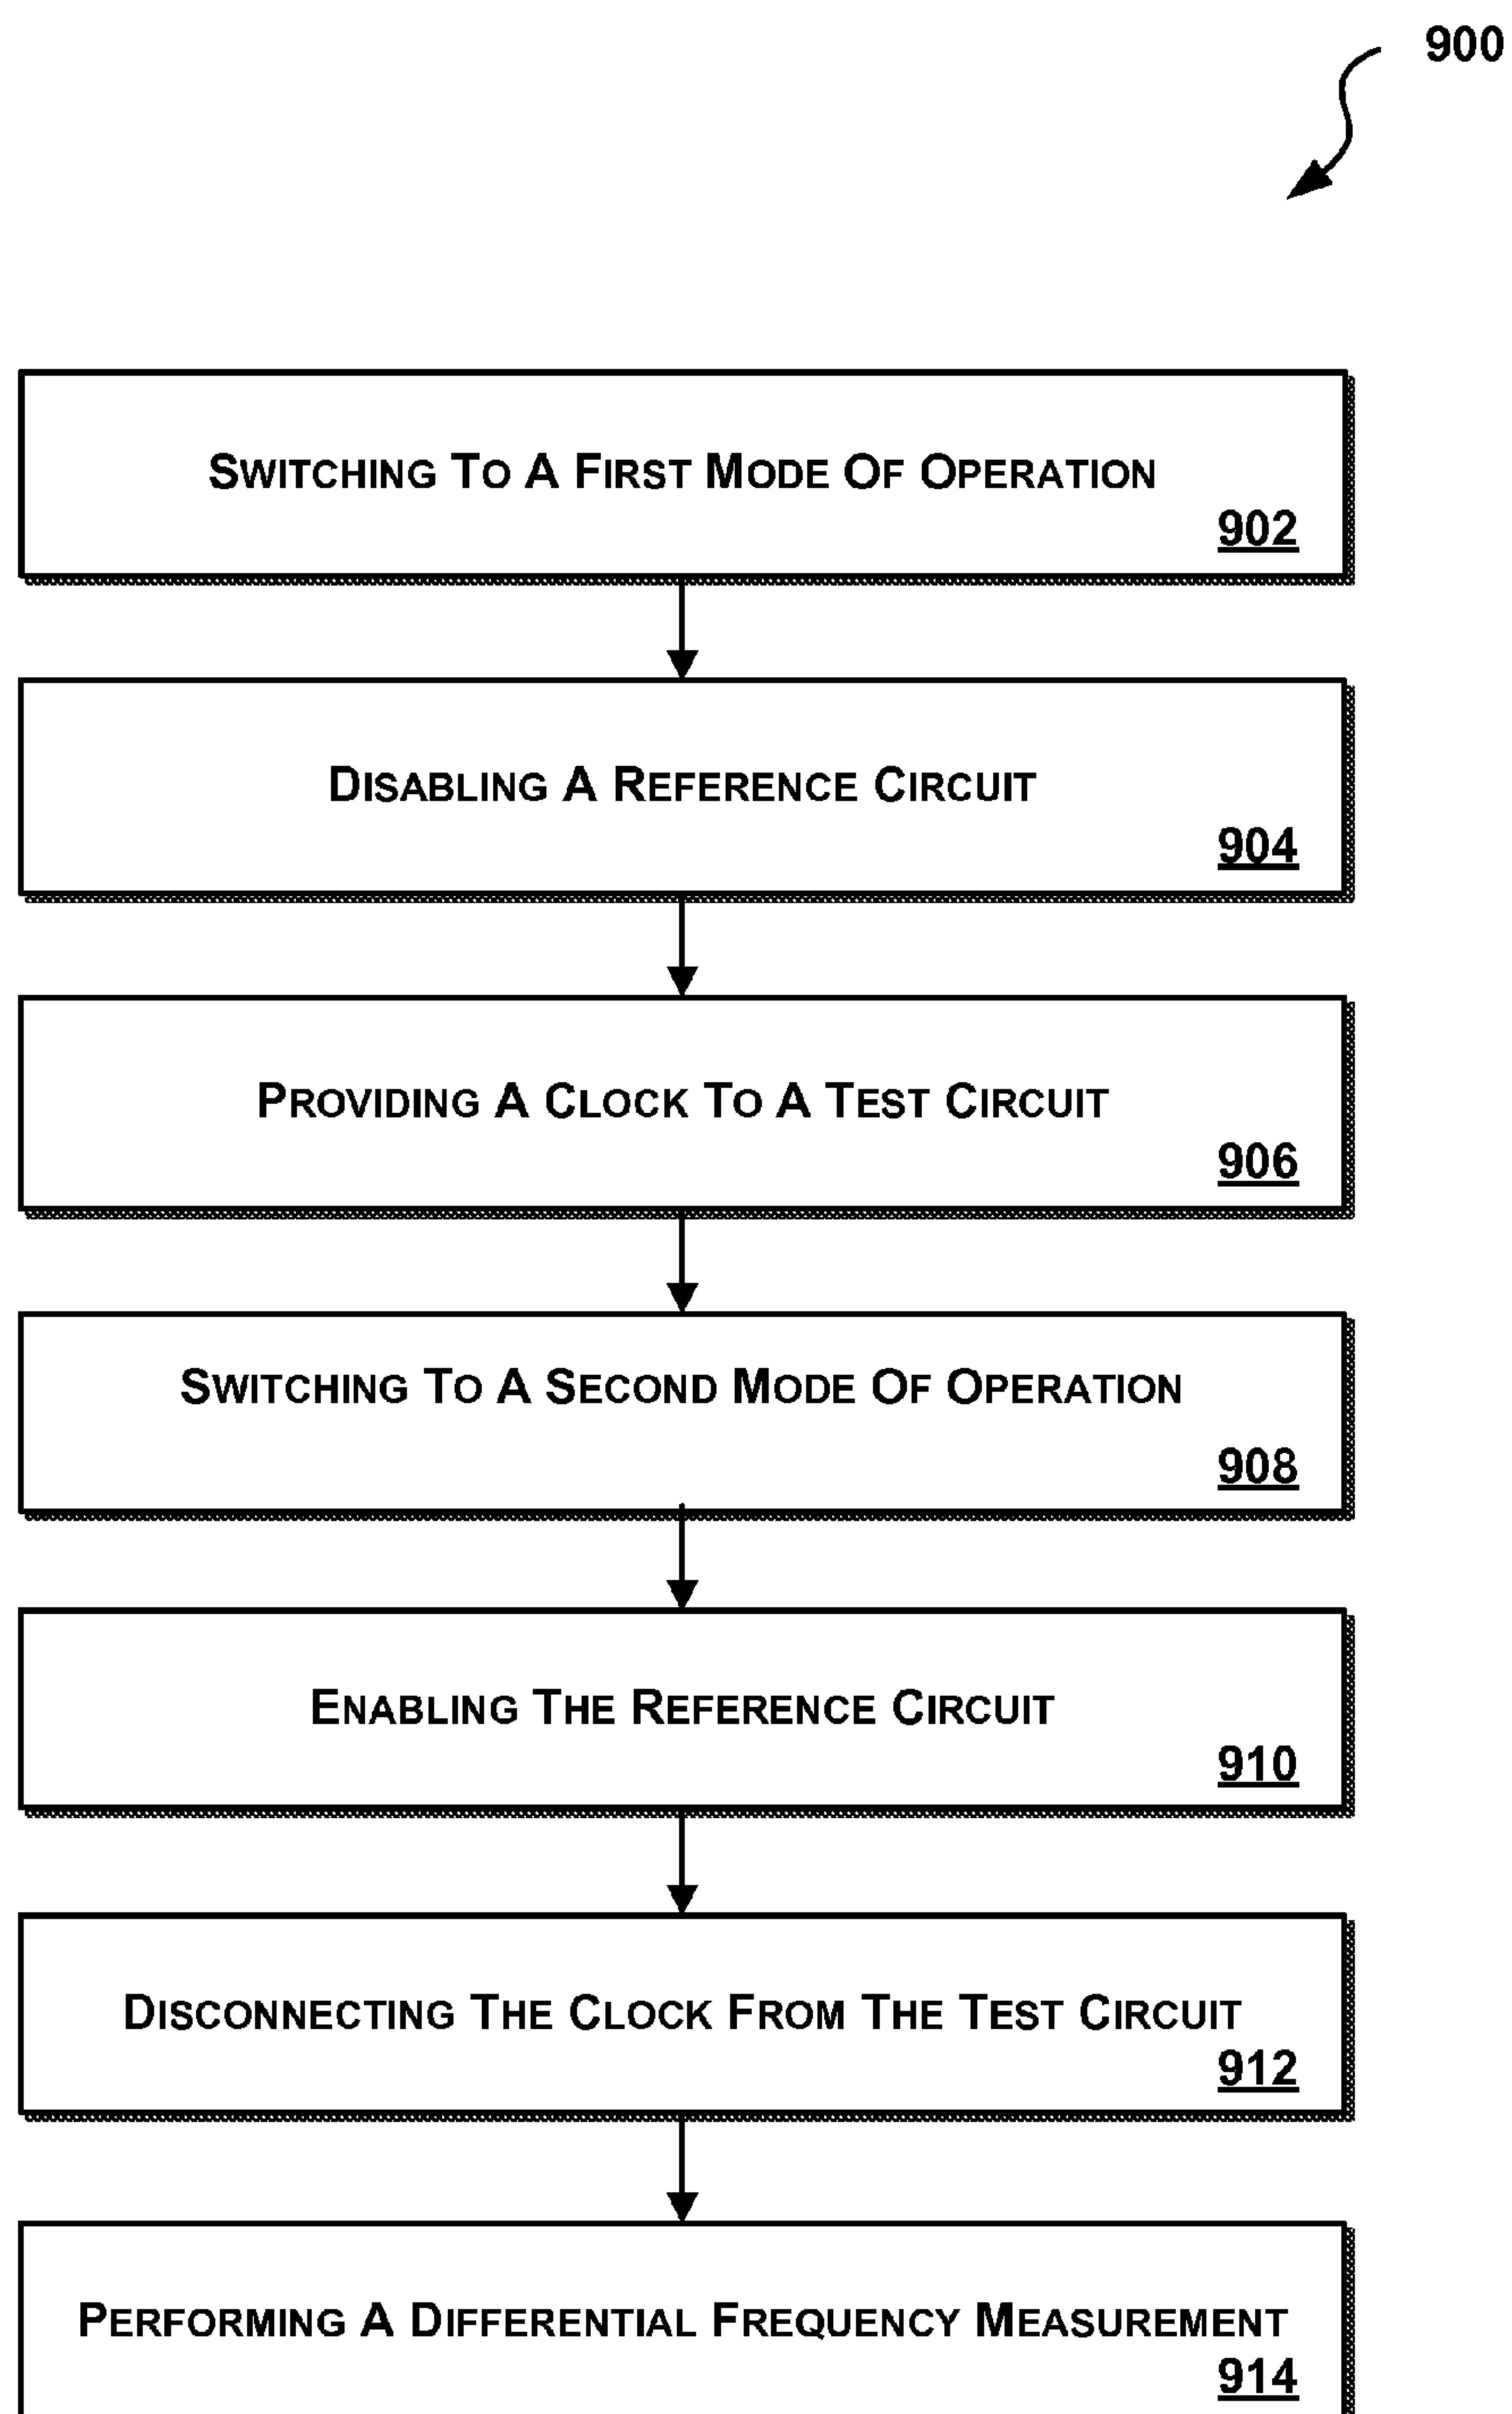 900
SWITCHING TO A FIRST MODE OF OPERATION
902
DISABLING A REFERENCE CIRCUIT
904
PROVIDING A CLOCK TO A TEST CIRCUIT
906
SWITCHING TO A SECOND MODE OF OPERATION
908
ENABLING THE REFERENCE CIRCUIT
910
DISCONNECTING THE CLOCK FROM THE TEST CIRCUIT
912
PERFORMING A DIFFERENTIAL FREQUENCY MEASUREMENT
914